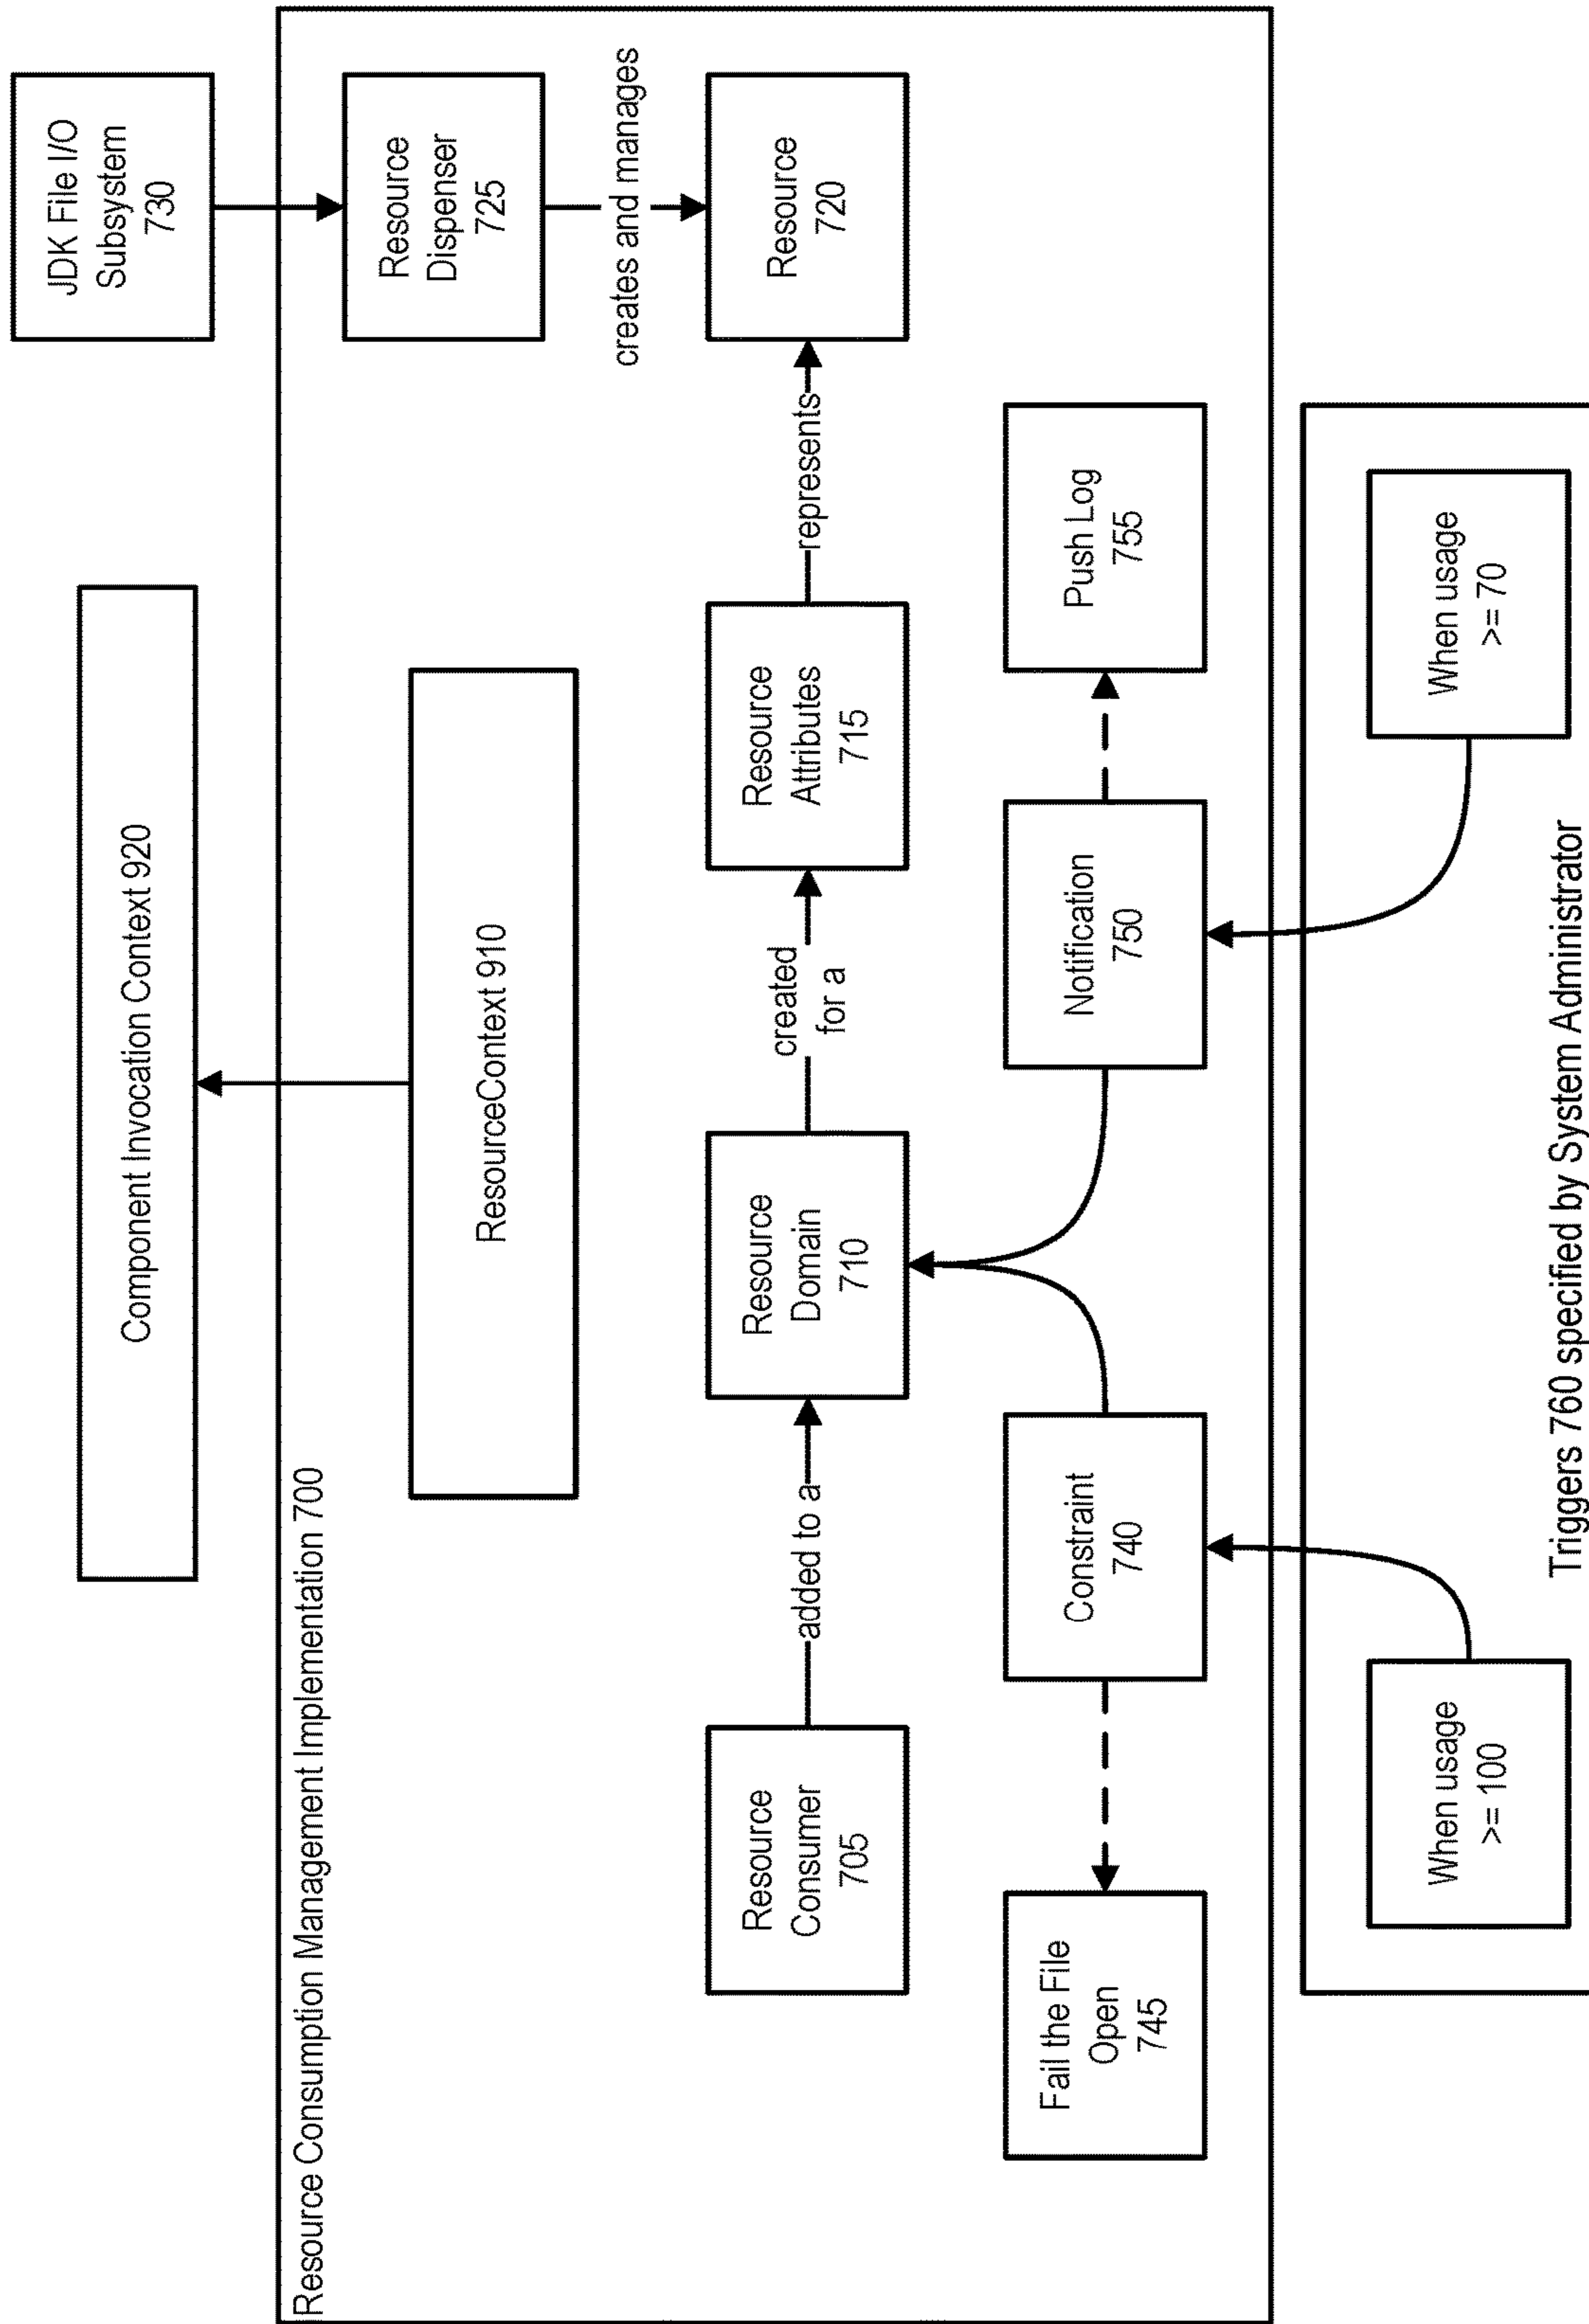 Component Invocation Context 920
JDK File I/O
Subsystem
730
Resource Consumption Management Implementation 700
ResourceContext 910
Resource
Dispenser
725
creates and manages
Resource
Consumer
705
added to a
Resource
Domain
710
created
for a
Resource
Attributes
715
represents
Resource
720
Fail the File
Open
745
Constraint
740
Notification
750
Push Log
755
When usage
>= 100
When usage
>= 70
Triggers 760 specified by System Administrator